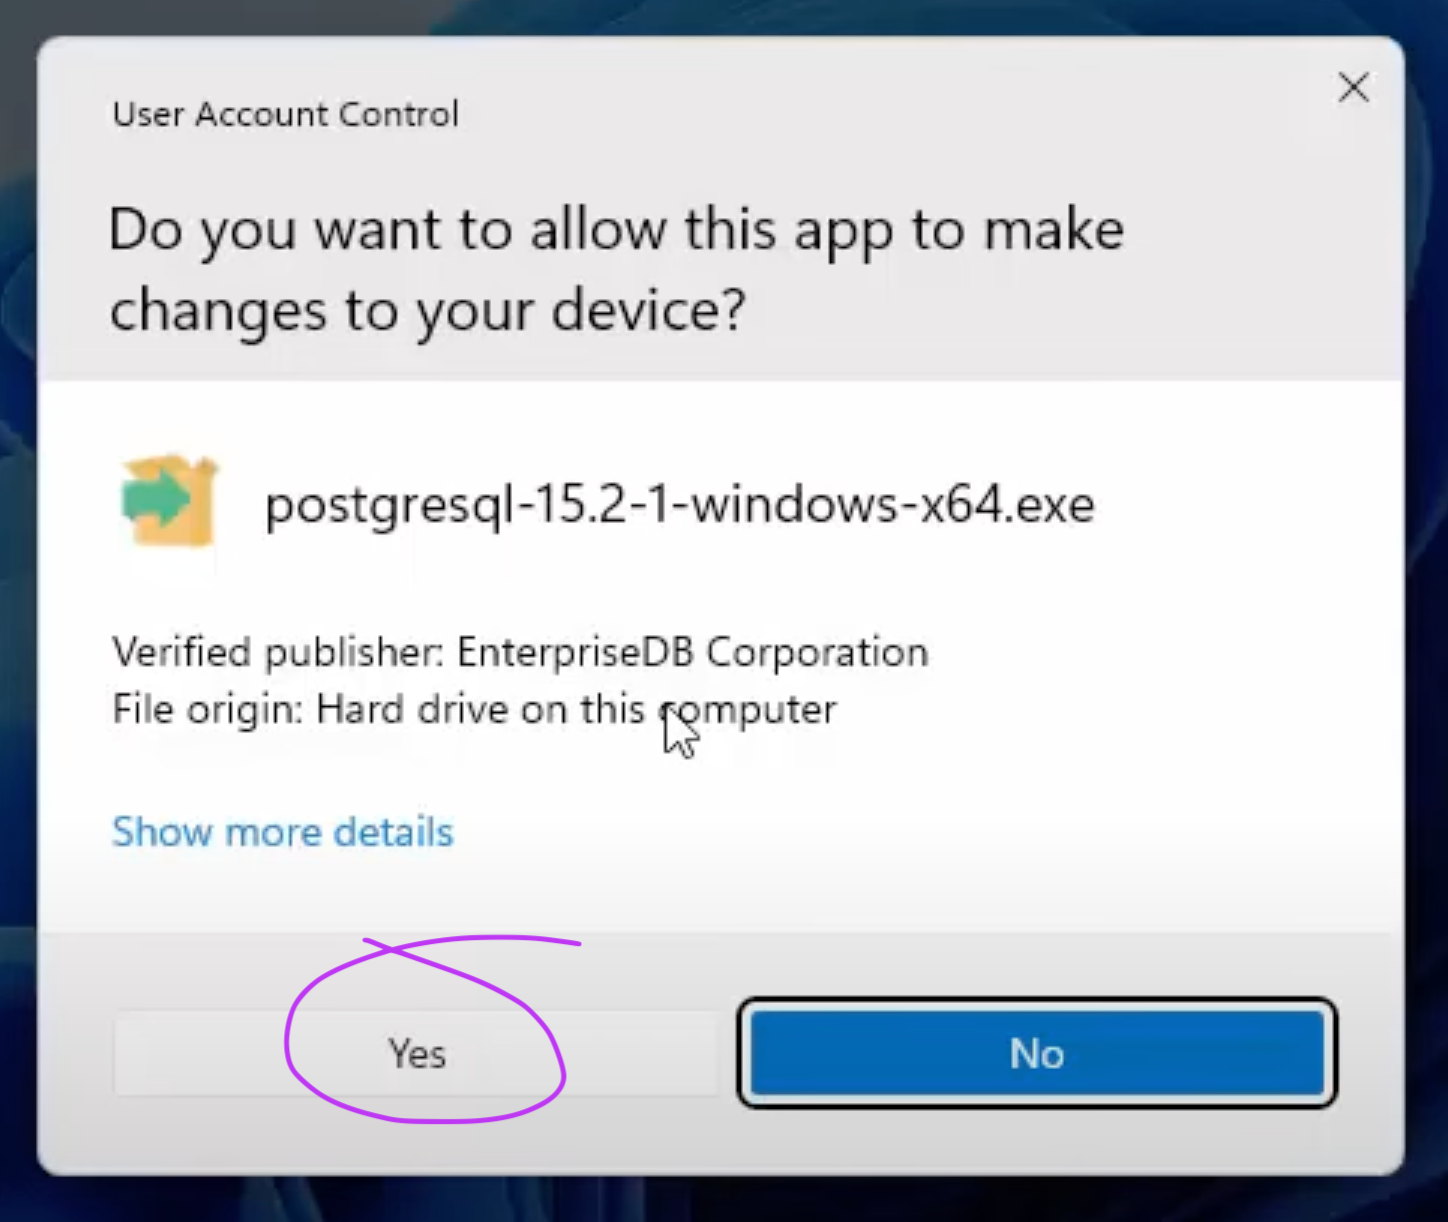 User Account Control
Do you want to allow this app to make
changes to your device?
postgresql-15.2-1-windows-x64.exe
Verified publisher: EnterpriseDB Corporation
File origin: Hard drive on this computer
Show more details
Yes
No